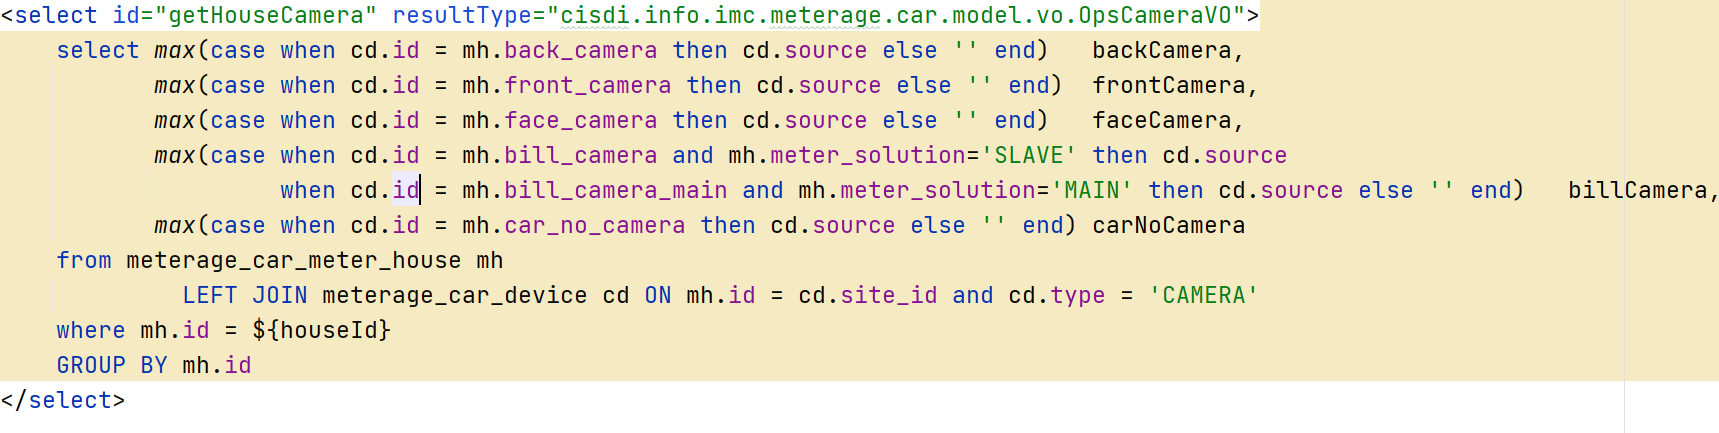 <select id="getHouseCamera" resultType="cisdi.info.imc.meterage.car.model.vo.OpsCameraVO">
    select max(case when cd.id = mh.back_camera then cd.source else '' end)   backCamera,
           max(case when cd.id = mh.front_camera then cd.source else '' end)  frontCamera,
           max(case when cd.id = mh.face_camera then cd.source else '' end)   faceCamera,
           max(case when cd.id = mh.bill_camera and mh.meter_solution='SLAVE' then cd.source
                    when cd.id = mh.bill_camera_main and mh.meter_solution='MAIN' then cd.source else '' end)   billCamera,
           max(case when cd.id = mh.car_no_camera then cd.source else '' end) carNoCamera
    from meterage_car_meter_house mh
             LEFT JOIN meterage_car_device cd ON mh.id = cd.site_id and cd.type = 'CAMERA'
    where mh.id = ${houseId}
    GROUP BY mh.id
</select>